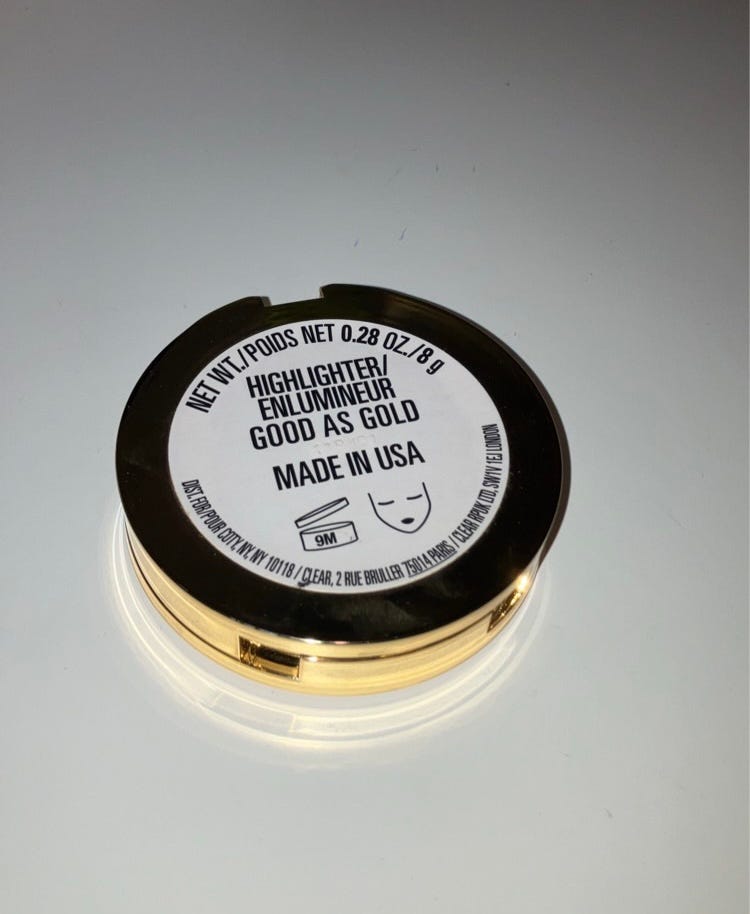 NET WT./POIDS NET 0.28 OZ./8 g
HIGHLIGHTER/
ENLUMINEUR
GOOD AS GOLD
MADE IN USA
9M
DIST. FOR/POUR COTY, NY, NY 10118 / CLEAR, 2 RUE BRULLER 75014 PARIS / CLEAR RPUK LTD, SW1V 1EJ LONDON